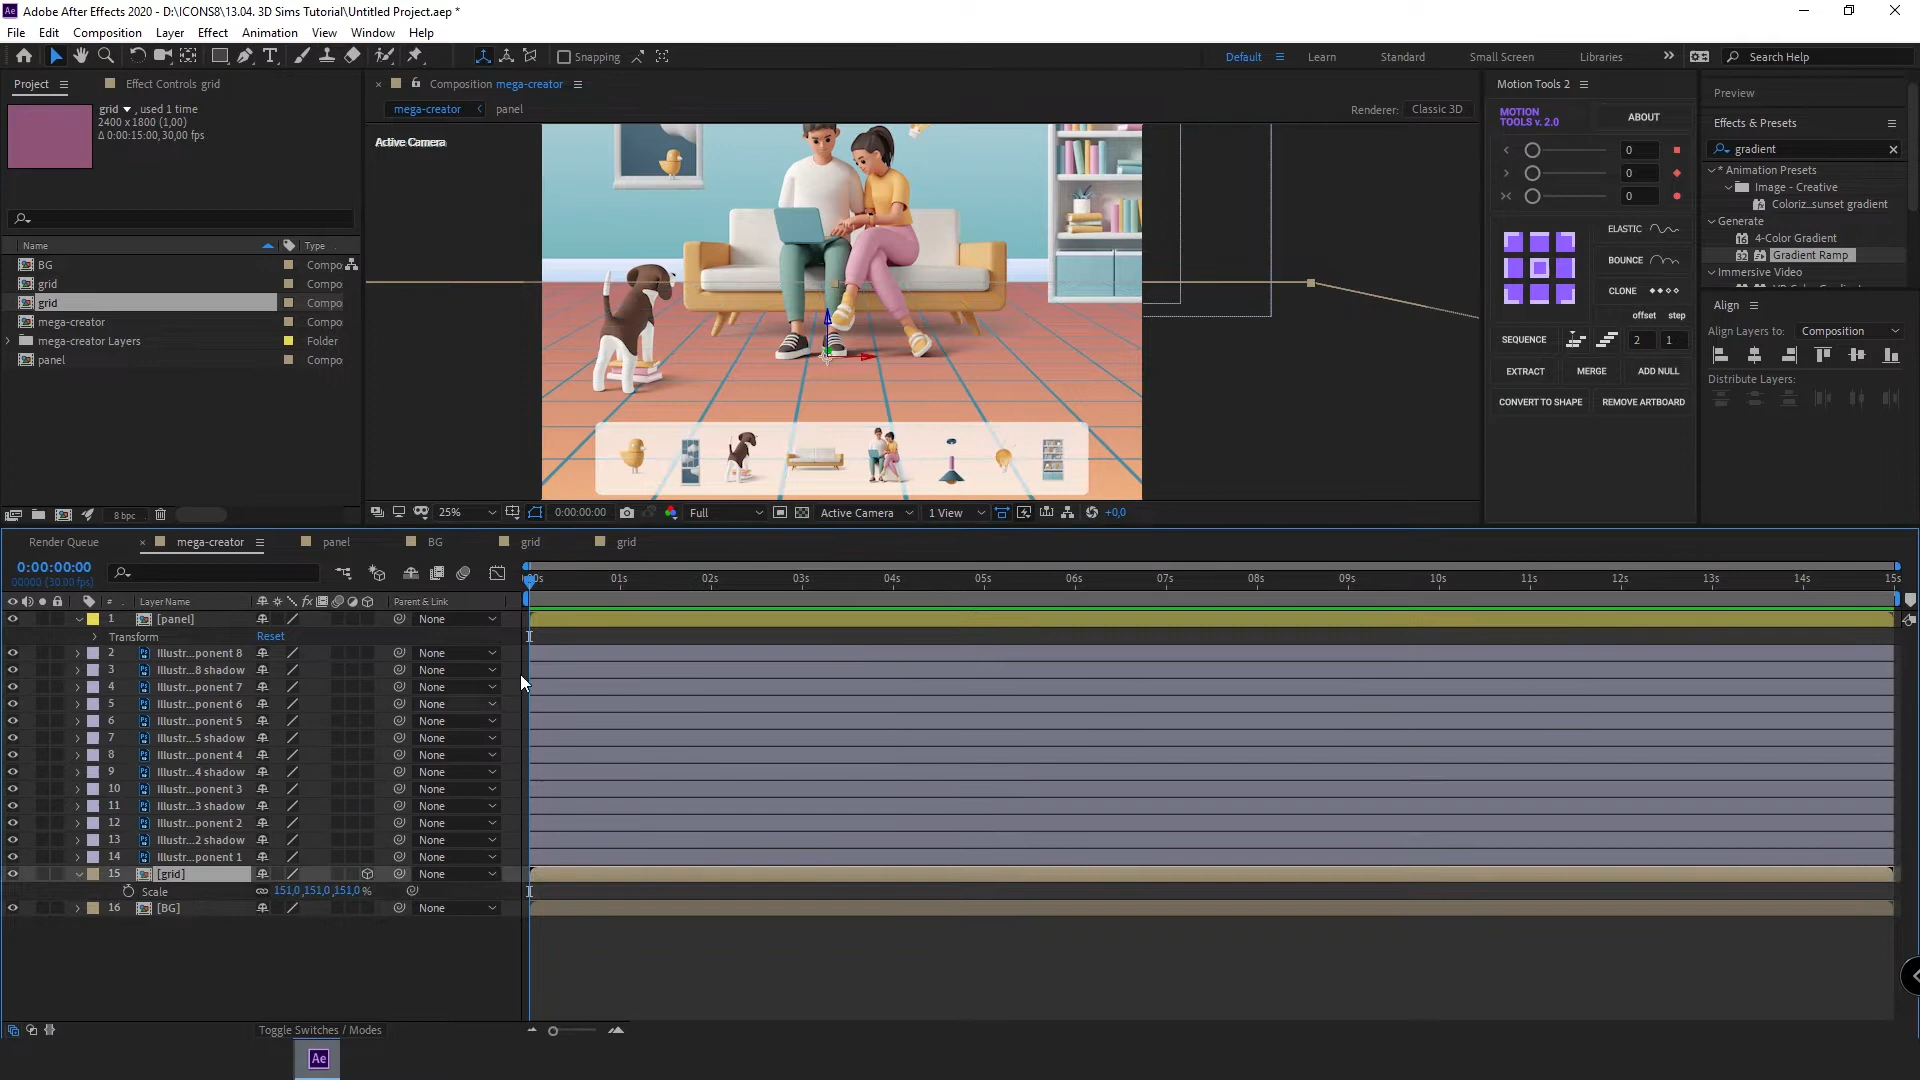 Adobe After Effects 2020 - D:\ICONS8\13.04. 3D Sims Tutorial\Untitled Project.aep *
File Edit Composition Layer Effect Animation View Window Help
Snapping
Default Learn Standard Small Screen Libraries Search Help
Project Effect Controls grid
grid, used 1 time
2400 x 1800 (1,00)
Δ 0:00:15:00, 30,00 fps
Name Type
BG Compo
grid Compo
grid Compo
mega-creator Compo
mega-creator Layers Folder
panel Compo
8 bpc
Composition mega-creator
mega-creator panel
Renderer: Classic 3D
Active Camera
25% 0:00:00:00 Full Active Camera 1 View +0,0
Motion Tools 2
MOTION
TOOLS v. 2.0
ABOUT
0
0
0
ELASTIC
BOUNCE
CLONE
offset step
SEQUENCE 2 1
EXTRACT MERGE ADD NULL
CONVERT TO SHAPE REMOVE ARTBOARD
Preview
Effects & Presets
gradient
* Animation Presets
Image - Creative
Coloriz...sunset gradient
Generate
4-Color Gradient
Gradient Ramp
Immersive Video
Align
Align Layers to: Composition
Distribute Layers:
Render Queue mega-creator panel BG grid grid
0:00:00:00
00000 (30.00 fps)
# Layer Name Parent & Link
01s 02s 03s 04s 05s 06s 07s 08s 09s 10s 11s 12s 13s 14s 15s
1 [panel] None
Transform Reset
2 Illustr...ponent 8 None
3 Illustr...8 shadow None
4 Illustr...ponent 7 None
5 Illustr...ponent 6 None
6 Illustr...ponent 5 None
7 Illustr...5 shadow None
8 Illustr...ponent 4 None
9 Illustr...4 shadow None
10 Illustr...ponent 3 None
11 Illustr...3 shadow None
12 Illustr...ponent 2 None
13 Illustr...2 shadow None
14 Illustr...ponent 1 None
15 [grid] None
Scale 151,0,151,0,151,0 %
16 [BG] None
Toggle Switches / Modes
Ae